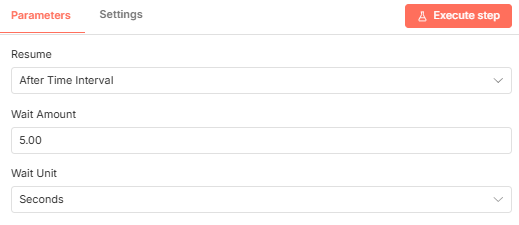 Parameters Settings Execute step
Resume
After Time Interval
Wait Amount
5.00
Wait Unit
Seconds